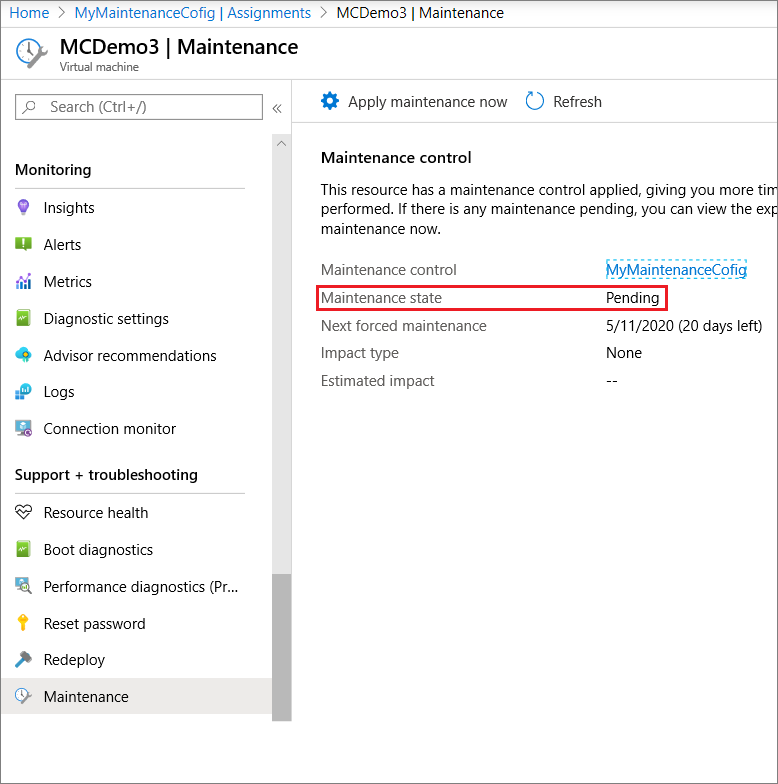 Home > MyMaintenanceCofig | Assignments > MCDemo3 | Maintenance
MCDemo3 | Maintenance
Virtual machine
Search (Ctrl+/)
«
Monitoring
Insights
Alerts
Metrics
Diagnostic settings
Advisor recommendations
Logs
Connection monitor
Support + troubleshooting
Resource health
Boot diagnostics
Performance diagnostics (Pr...
Reset password
Redeploy
Maintenance
Apply maintenance now Refresh
Maintenance control
This resource has a maintenance control applied, giving you more tim
performed. If there is any maintenance pending, you can view the exp
maintenance now.
Maintenance control MyMaintenanceCofig
Maintenance state Pending
Next forced maintenance 5/11/2020 (20 days left)
Impact type None
Estimated impact --